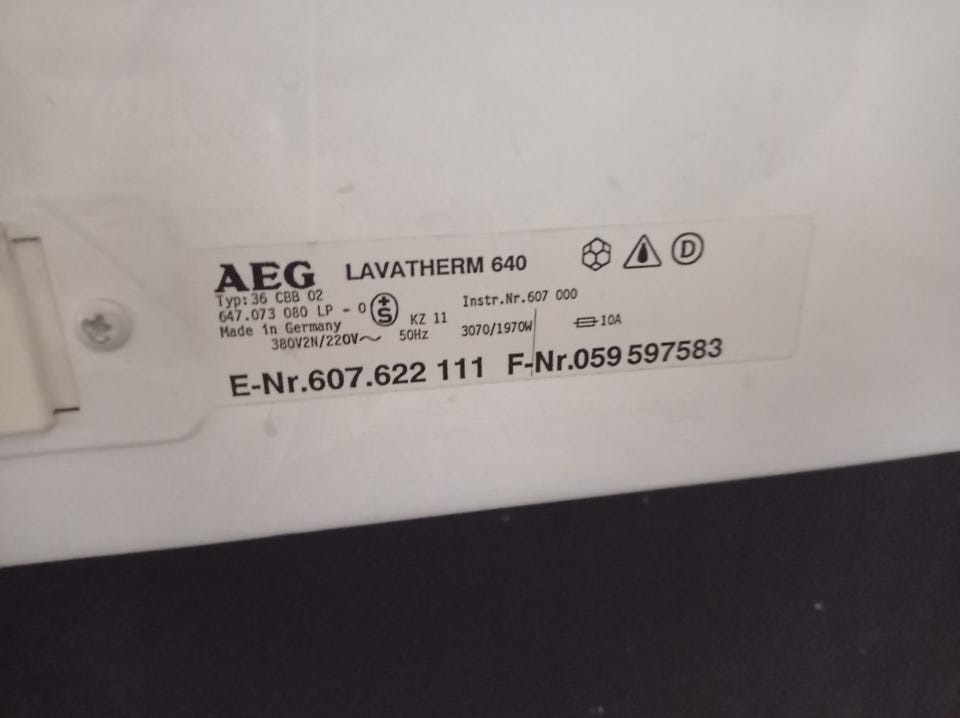 AEG LAVATHERM 640 D
Typ: 36 CBB 02
647.073 080 LP - 0 +S KZ 11 Instr.Nr.607 000
Made in Germany
380V2N/220V~ 50Hz 3070/1970W 10A
E-Nr.607.622 111 F-Nr.059 597583